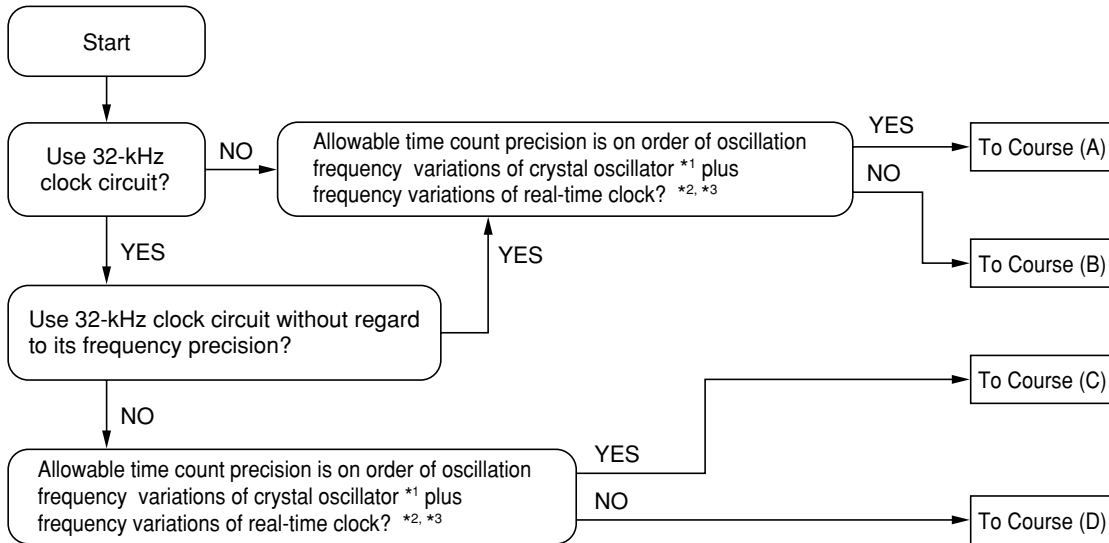 Start
Use 32-kHz
clock circuit?
NO
Allowable time count precision is on order of oscillation
frequency variations of crystal oscillator *1 plus
frequency variations of real-time clock? *2, *3
YES
To Course (A)
NO
To Course (B)
YES
YES
Use 32-kHz clock circuit without regard
to its frequency precision?
To Course (C)
NO
Allowable time count precision is on order of oscillation
frequency variations of crystal oscillator *1 plus
frequency variations of real-time clock? *2, *3
YES
NO
To Course (D)